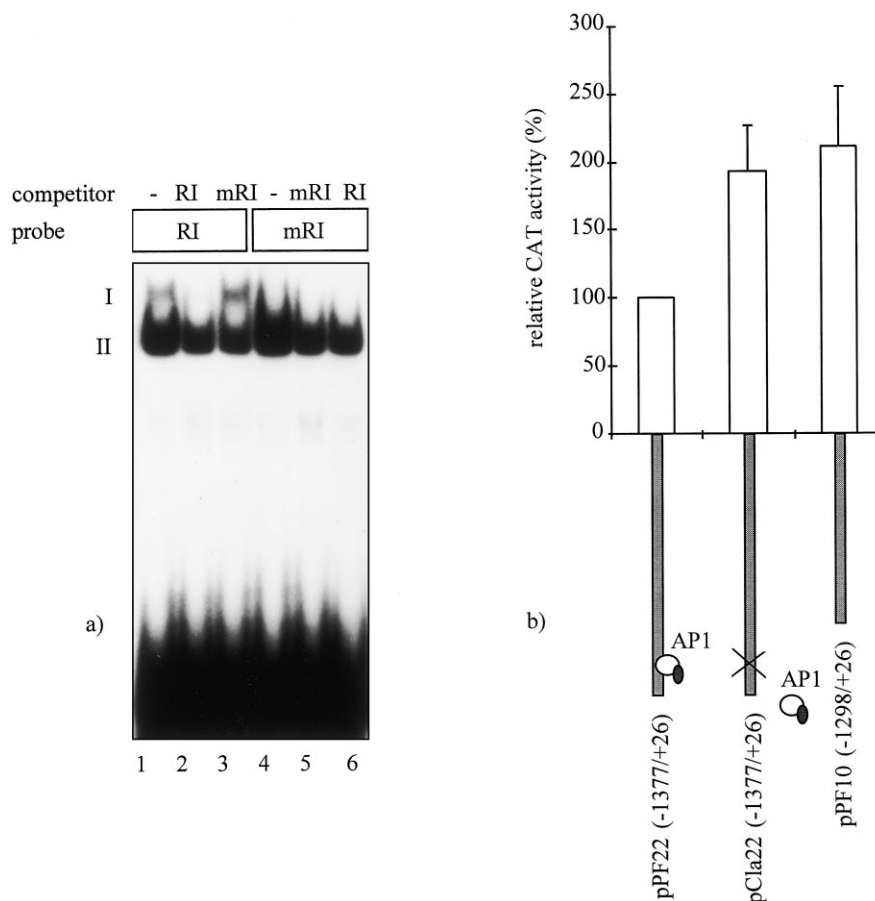 competitor - RI mRI - mRI RI
probe RI mRI
I
II
a)
1 2 3 4 5 6
300
250
200
150
100
50
0
relative CAT activity (%)
b)
AP1
AP1
pPF22 (-1377/+26)
pCla22 (-1377/+26)
pPF10 (-1298/+26)